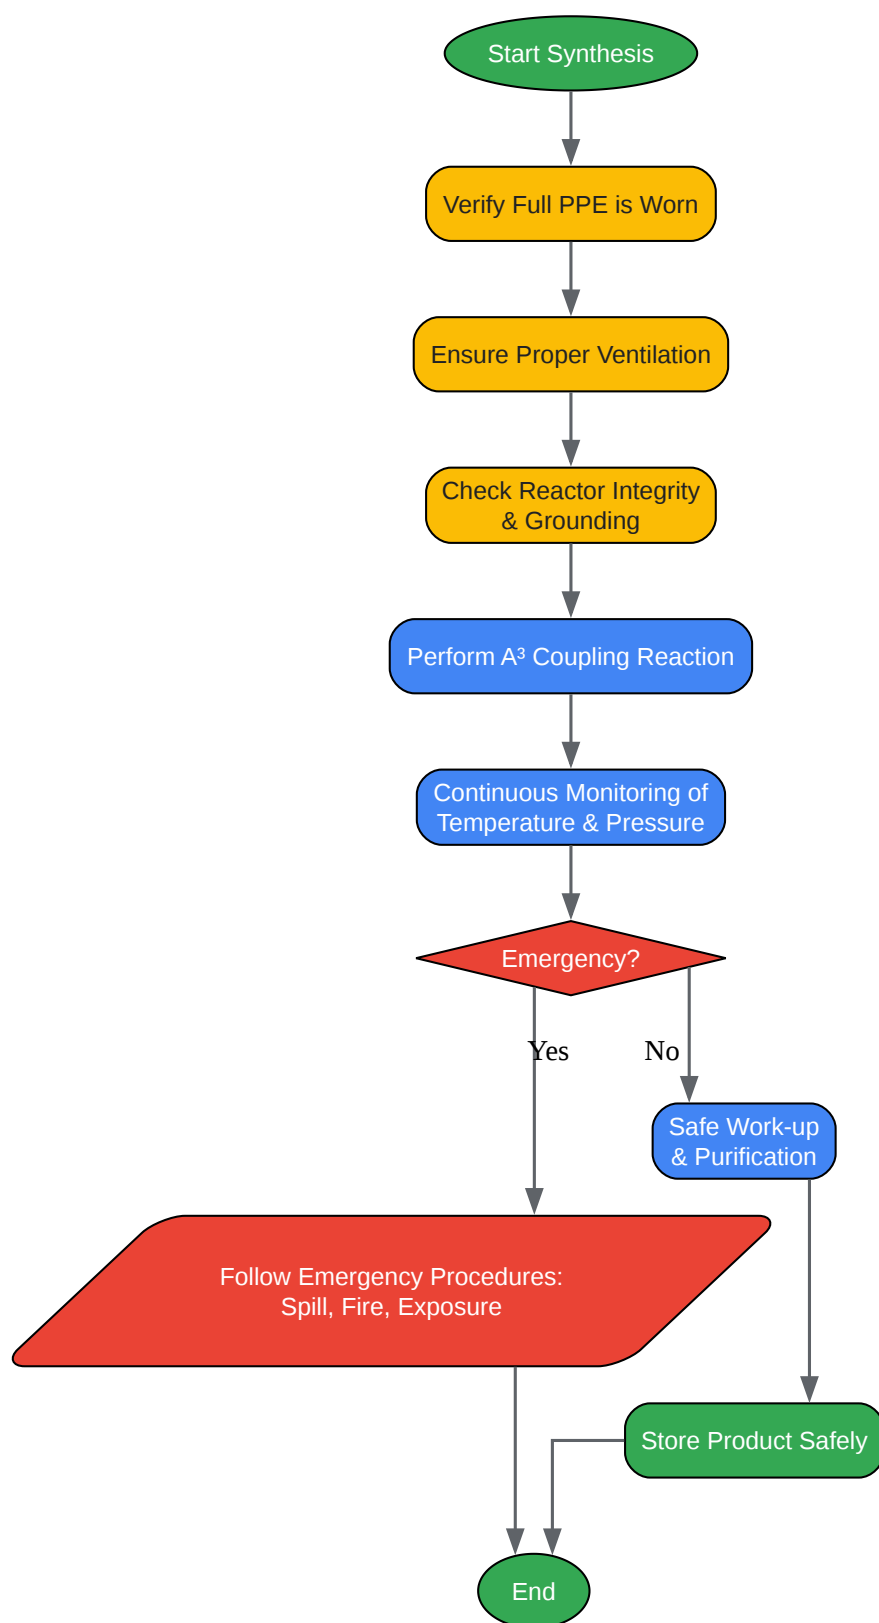 Start Synthesis
Verify Full PPE is Worn
Ensure Proper Ventilation
Check Reactor Integrity
& Grounding
Perform A³ Coupling Reaction
Continuous Monitoring of
Temperature & Pressure
Emergency?
Yes
No
Safe Work-up
& Purification
Follow Emergency Procedures:
Spill, Fire, Exposure
Store Product Safely
End